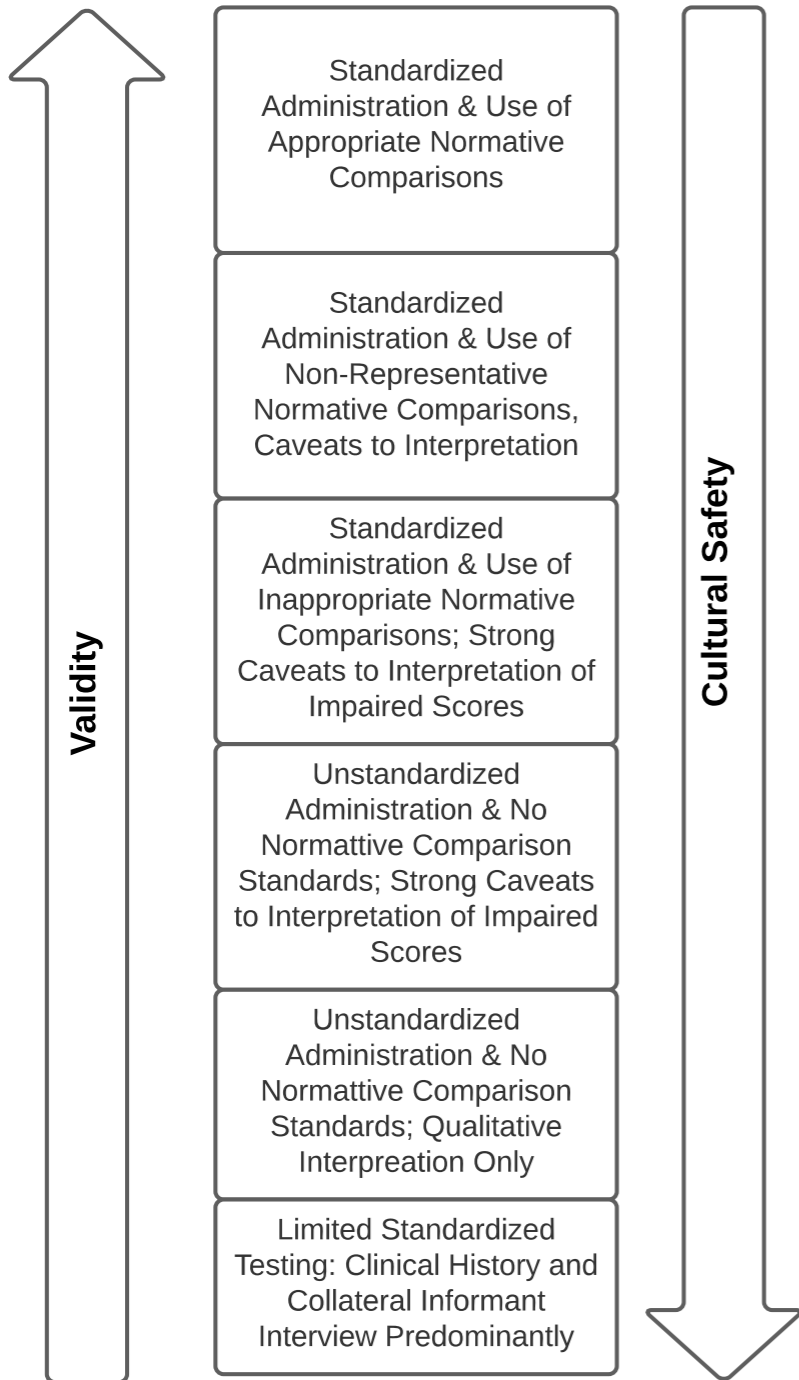 Standardized
Administration & Use of
Appropriate Normative
Comparisons
Standardized
Administration & Use of
Non-Representative
Normative Comparisons,
Caveats to Interpretation
Standardized
Administration & Use of
Inappropriate Normative
Comparisons; Strong
Caveats to Interpretation of
Impaired Scores
Unstandardized
Administration & No
Normattive Comparison
Standards; Strong Caveats
to Interpretation of Impaired
Scores
Unstandardized
Administration & No
Normattive Comparison
Standards; Qualitative
Interpreation Only
Limited Standardized
Testing: Clinical History and
Collateral Informant
Interview Predominantly
Validity
Cultural Safety